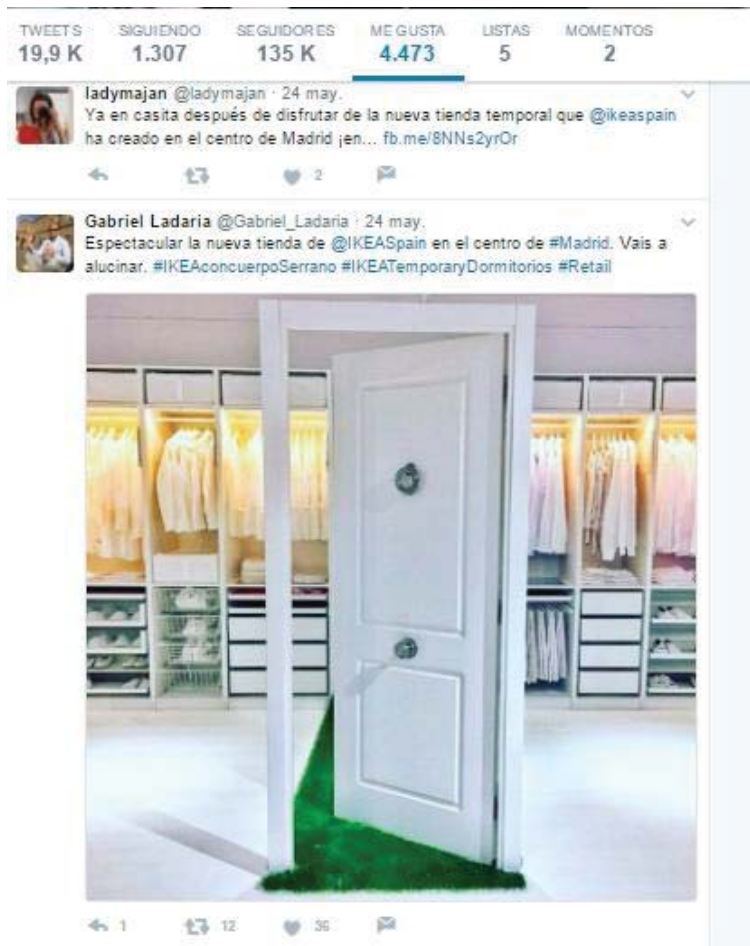 TWEETS SIGUIENDO SEGUIDORES ME GUSTA LISTAS MOMENTOS
19,9 K 1.307 135 K 4.473 5 2
ladymajan @ladymajan · 24 may.
Ya en casita después de disfrutar de la nueva tienda temporal que @ikeaspain
ha creado en el centro de Madrid ¡en... fb.me/8NNs2yrOr
2
Gabriel Ladaria @Gabriel_Ladaria · 24 may.
Espectacular la nueva tienda de @IKEASpain en el centro de #Madrid. Vais a
alucinar. #IKEAconcuerpoSerrano #IKEATemporaryDormitorios #Retail
1 12 36